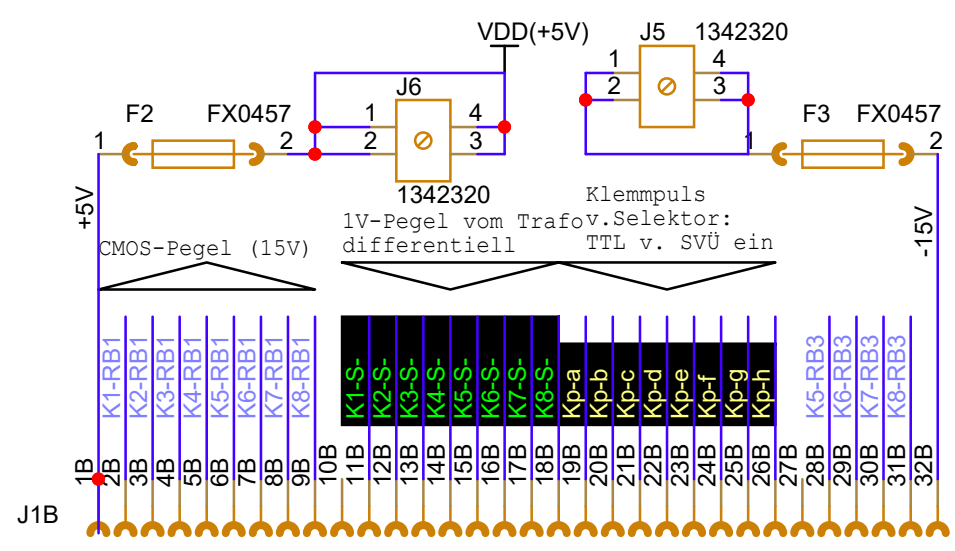 VDD(+5V)
J5
1342320
1
2
4
3
J6
1
2
4
3
1342320
F2
FX0457
1
2
F3
FX0457
1
2
+5V
-15V
CMOS-Pegel (15V)
1V-Pegel vom Trafo
differentiell
Klemmpuls
v.Selektor:
TTL v. SVÜ ein
K1-RB1
K2-RB1
K3-RB1
K4-RB1
K5-RB1
K6-RB1
K7-RB1
K8-RB1
K1-S-
K2-S-
K3-S-
K4-S-
K5-S-
K6-S-
K7-S-
K8-S-
Kp-a
Kp-b
Kp-c
Kp-d
Kp-e
Kp-f
Kp-g
Kp-h
K5-RB3
K6-RB3
K7-RB3
K8-RB3
1B
2B
3B
4B
5B
6B
7B
8B
9B
10B
11B
12B
13B
14B
15B
16B
17B
18B
19B
20B
21B
22B
23B
24B
25B
26B
27B
28B
29B
30B
31B
32B
J1B